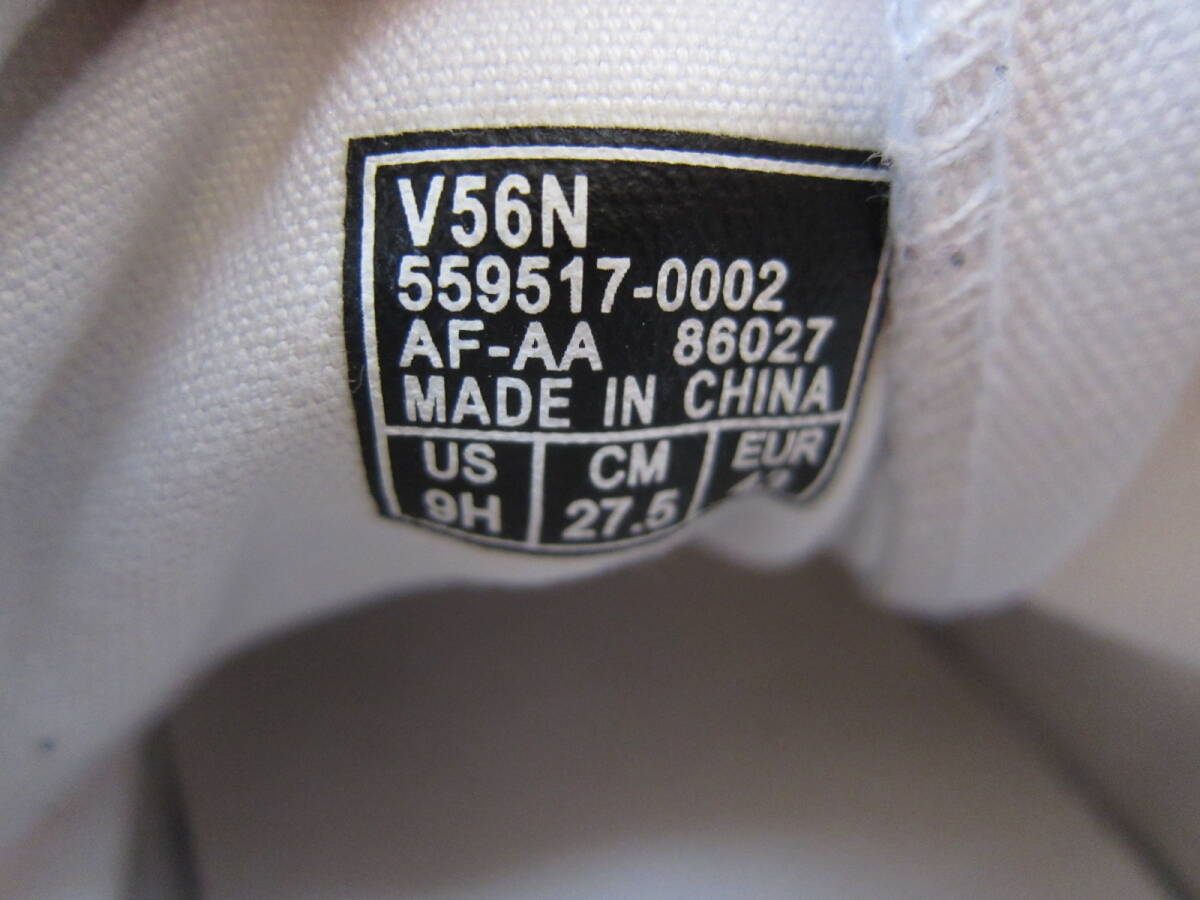 V56N
559517-0002
AF-AA 86027
MADE IN CHINA
US CM EUR
9H 27.5